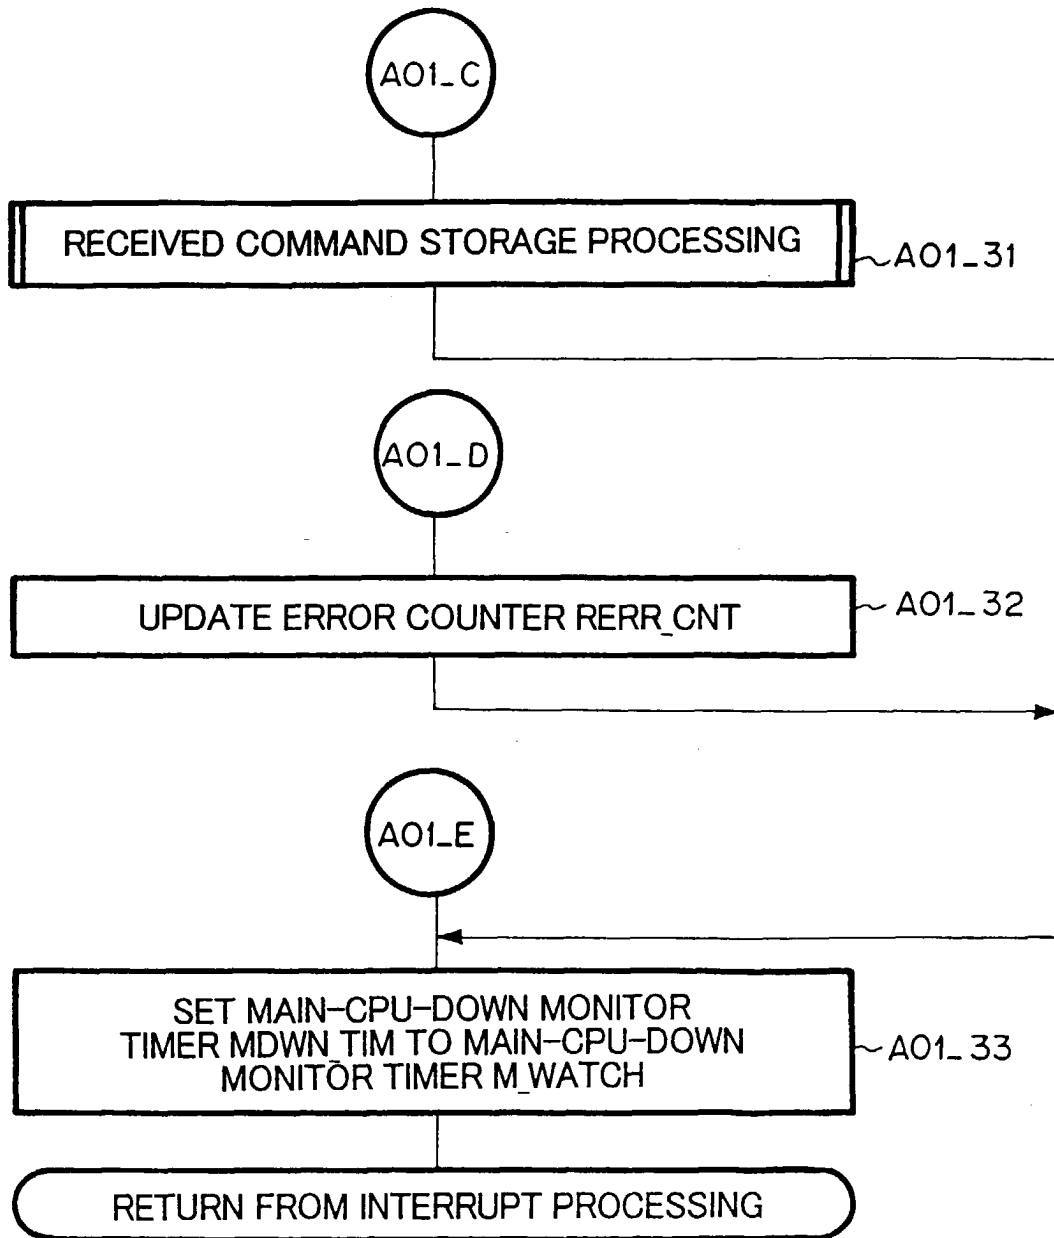 A01_C
RECEIVED COMMAND STORAGE PROCESSING
A01_31
A01_D
UPDATE ERROR COUNTER RERR_CNT
A01_32
A01_E
SET MAIN-CPU-DOWN MONITOR
TIMER MDWN_TIM TO MAIN-CPU-DOWN
MONITOR TIMER M_WATCH
A01_33
RETURN FROM INTERRUPT PROCESSING